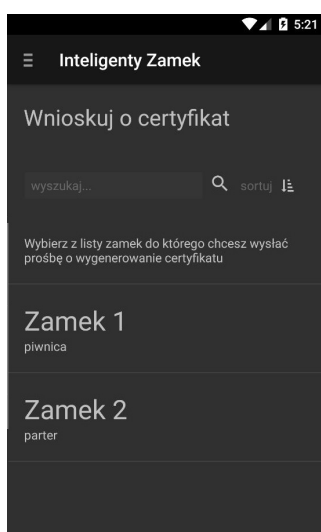 5:21
Inteligenty Zamek
Wnioskuj o certyfikat
wyszukaj...
sortuj
Wybierz z listy zamek do którego chcesz wysłać
prośbę o wygenerowanie certyfikatu
Zamek 1
piwnica
Zamek 2
parter